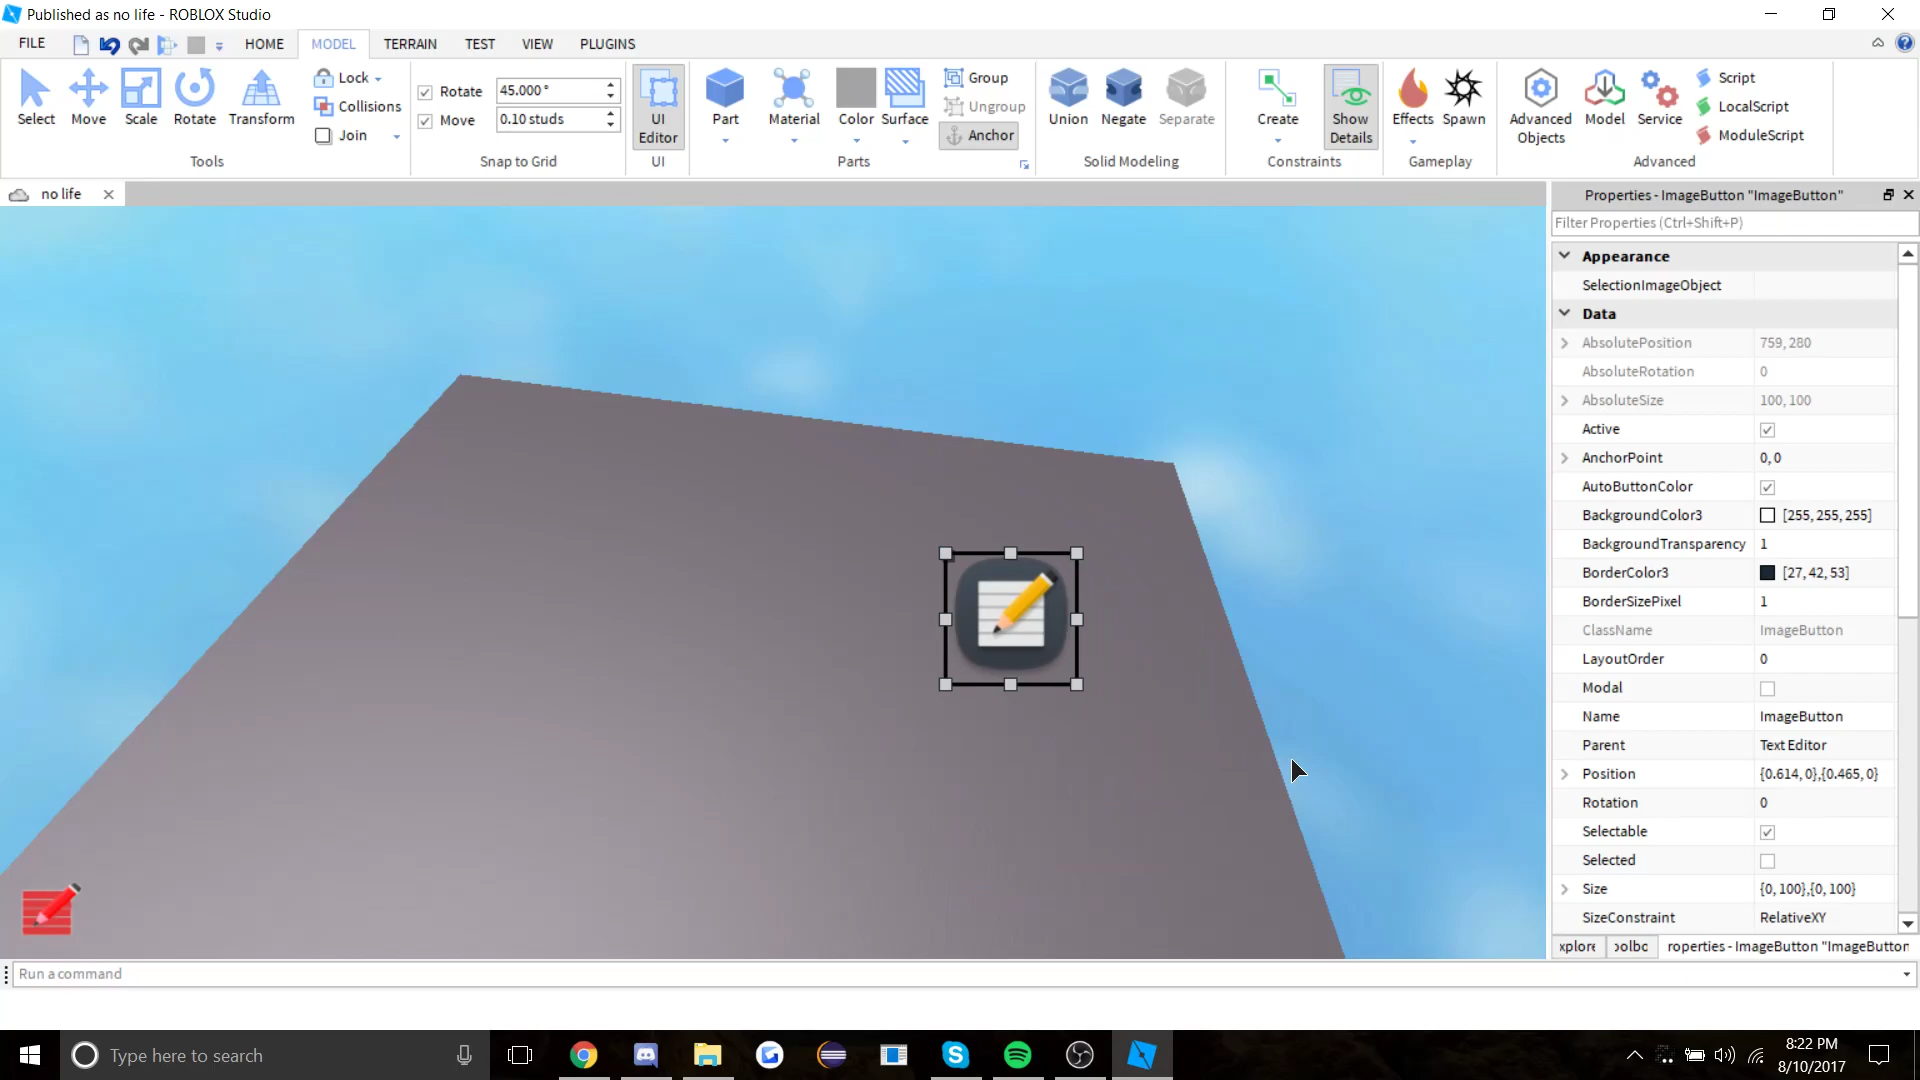 Published as no life - ROBLOX Studio
FILE HOME MODEL TERRAIN TEST VIEW PLUGINS
Select Move Scale Rotate Transform
Lock
Collisions
Join
Tools
Rotate 45.000 °
Move 0.10 studs
Snap to Grid
UI Editor
UI
Part Material Color Surface
Group
Ungroup
Anchor
Parts
Union Negate Separate
Solid Modeling
Create
Show Details
Constraints
Effects Spawn
Gameplay
Advanced Objects
Model Service
Script
LocalScript
ModuleScript
Advanced
no life
Properties - ImageButton "ImageButton"
Filter Properties (Ctrl+Shift+P)
Appearance
SelectionImageObject
Data
AbsolutePosition 759, 280
AbsoluteRotation 0
AbsoluteSize 100, 100
Active
AnchorPoint 0, 0
AutoButtonColor
BackgroundColor3 [255, 255, 255]
BackgroundTransparency 1
BorderColor3 [27, 42, 53]
BorderSizePixel 1
ClassName ImageButton
LayoutOrder 0
Modal
Name ImageButton
Parent Text Editor
Position {0.614, 0},{0.465, 0}
Rotation 0
Selectable
Selected
Size {0, 100},{0, 100}
SizeConstraint RelativeXY
xplore oolbo roperties - ImageButton "ImageButton
Run a command
Type here to search
8:22 PM
8/10/2017